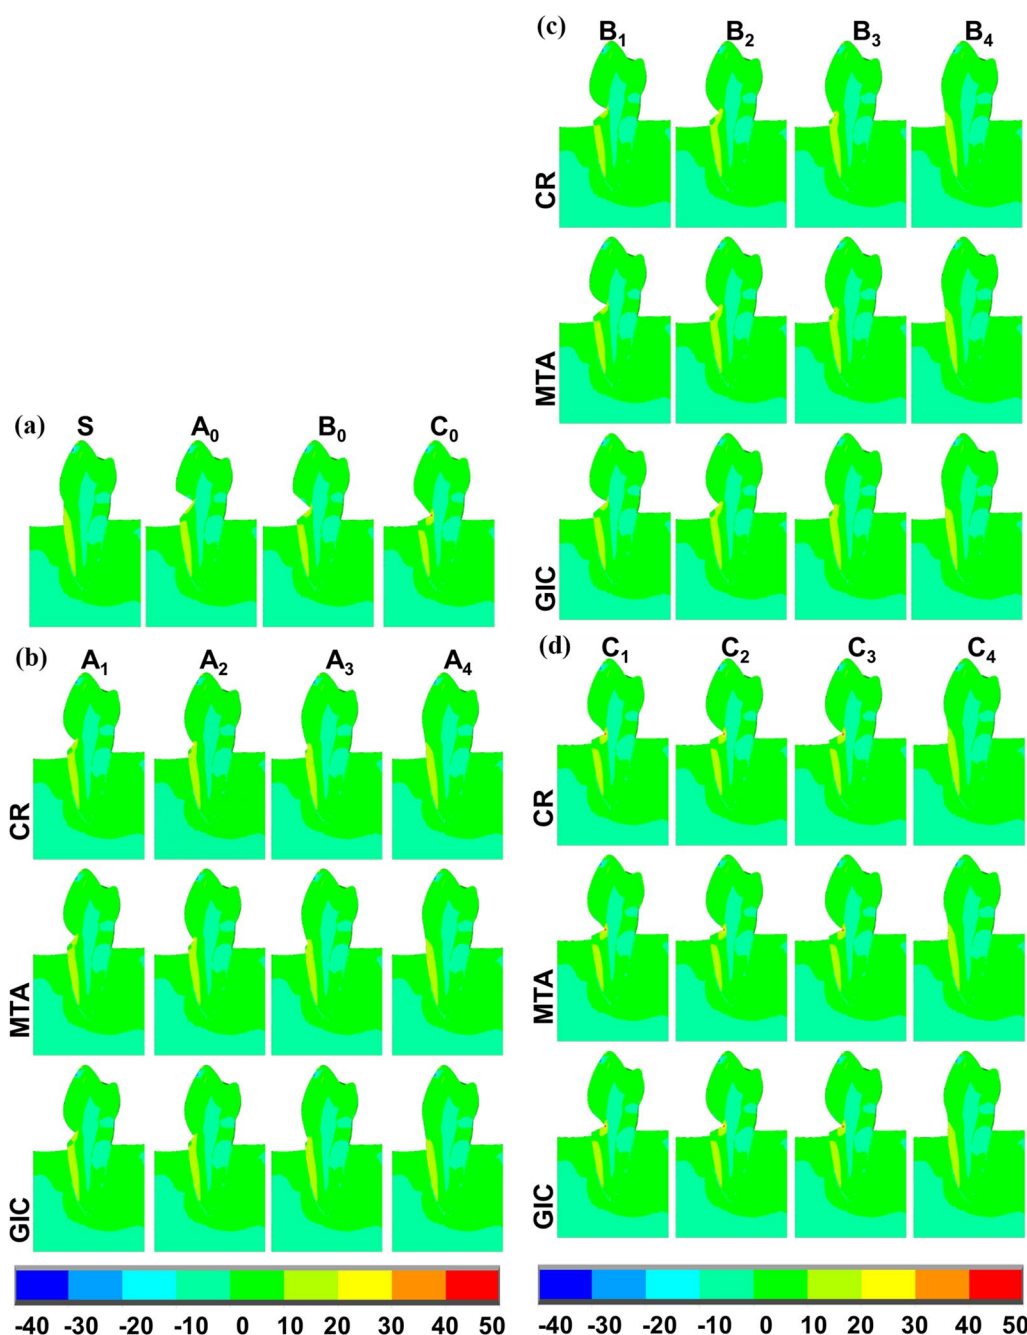 (a)
S A₀ B₀ C₀
(b)
A₁ A₂ A₃ A₄
CR
MTA
GIC
-40 -30 -20 -10 0 10 20 30 40 50
(c)
B₁ B₂ B₃ B₄
CR
MTA
GIC
(d)
C₁ C₂ C₃ C₄
CR
MTA
GIC
-40 -30 -20 -10 0 10 20 30 40 50